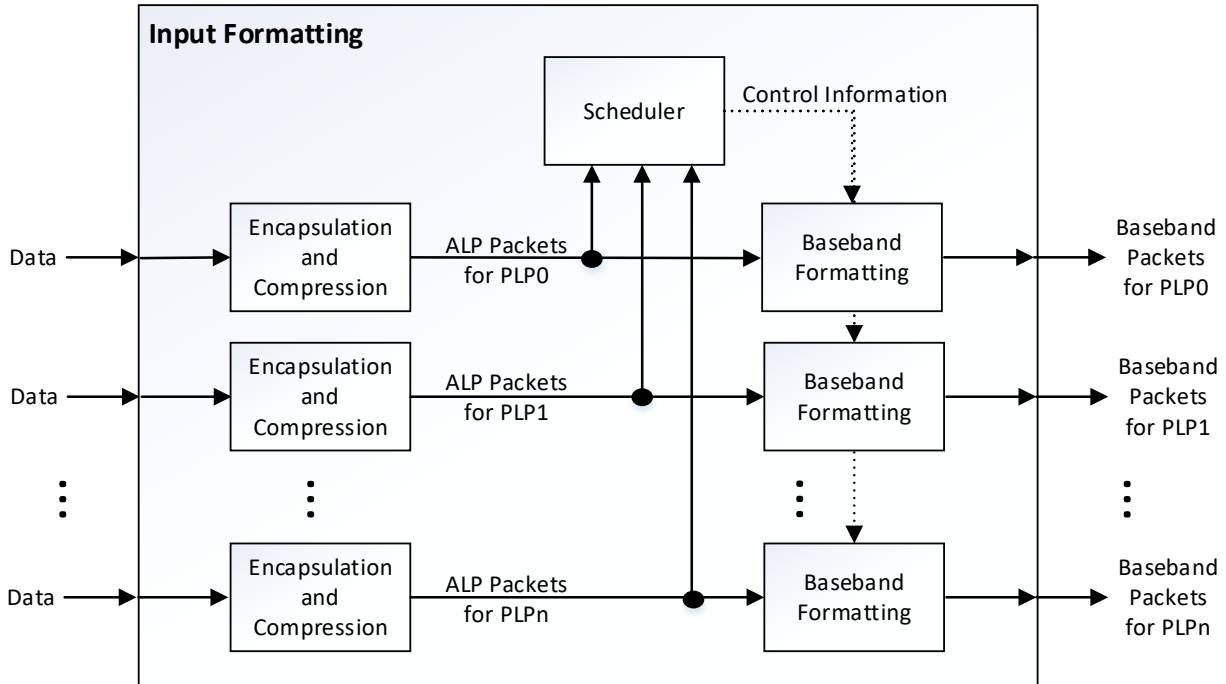 Input Formatting
Scheduler
Control Information
Data
Encapsulation
and
Compression
ALP Packets
for PLP0
Baseband
Formatting
Baseband
Packets
for PLP0
Data
Encapsulation
and
Compression
ALP Packets
for PLP1
Baseband
Formatting
Baseband
Packets
for PLP1
Data
Encapsulation
and
Compression
ALP Packets
for PLPn
Baseband
Formatting
Baseband
Packets
for PLPn